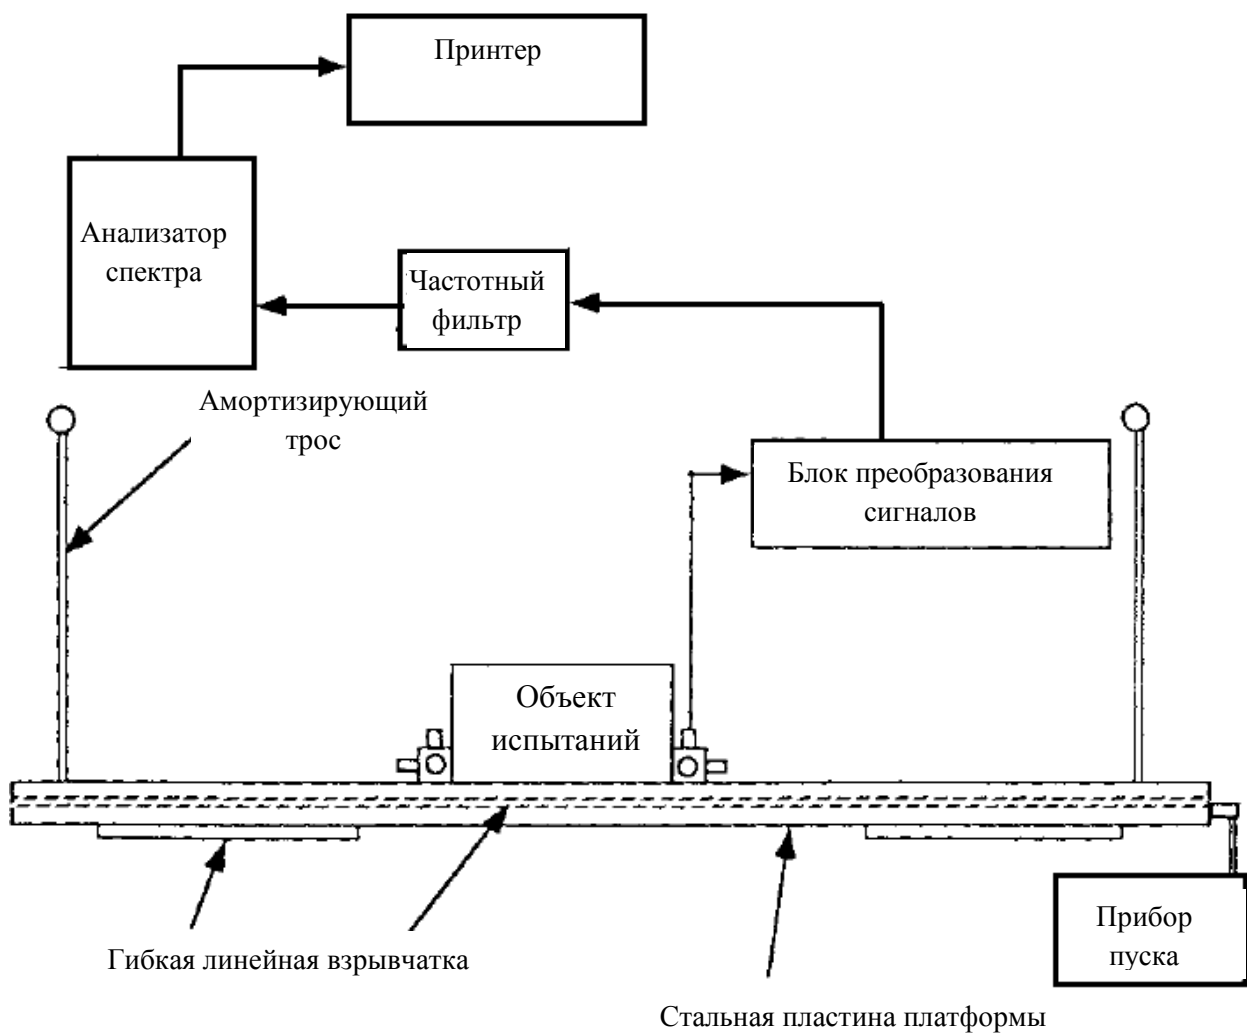 Принтер
Анализатор
спектра
Частотный
фильтр
Амортизирующий
трос
Блок преобразования
сигналов
Объект
испытаний
Прибор
пуска
Гибкая линейная взрывчатка
Стальная пластина платформы